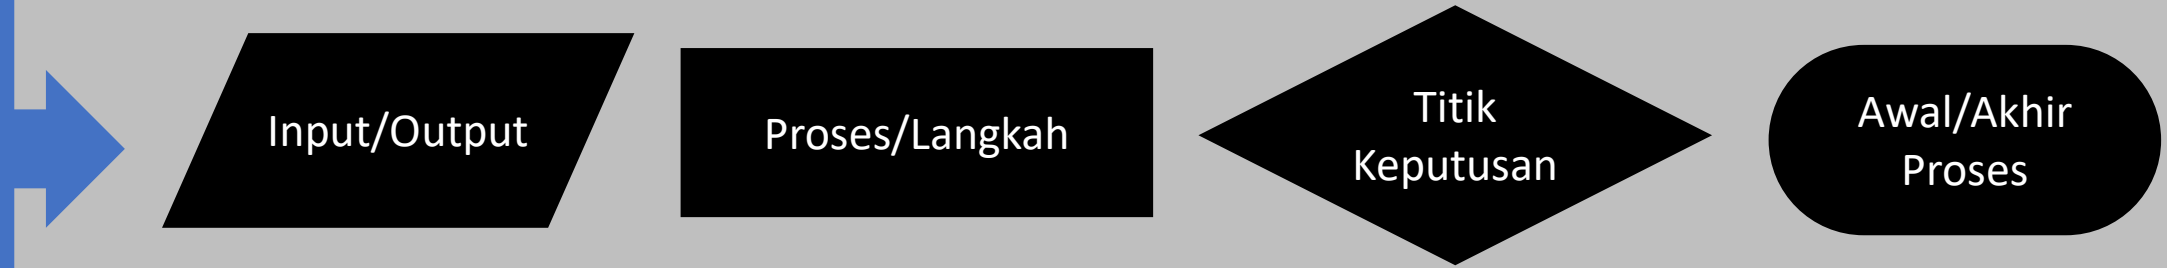 Input/Output
Proses/Langkah
Titik
Keputusan
Awal/Akhir
Proses